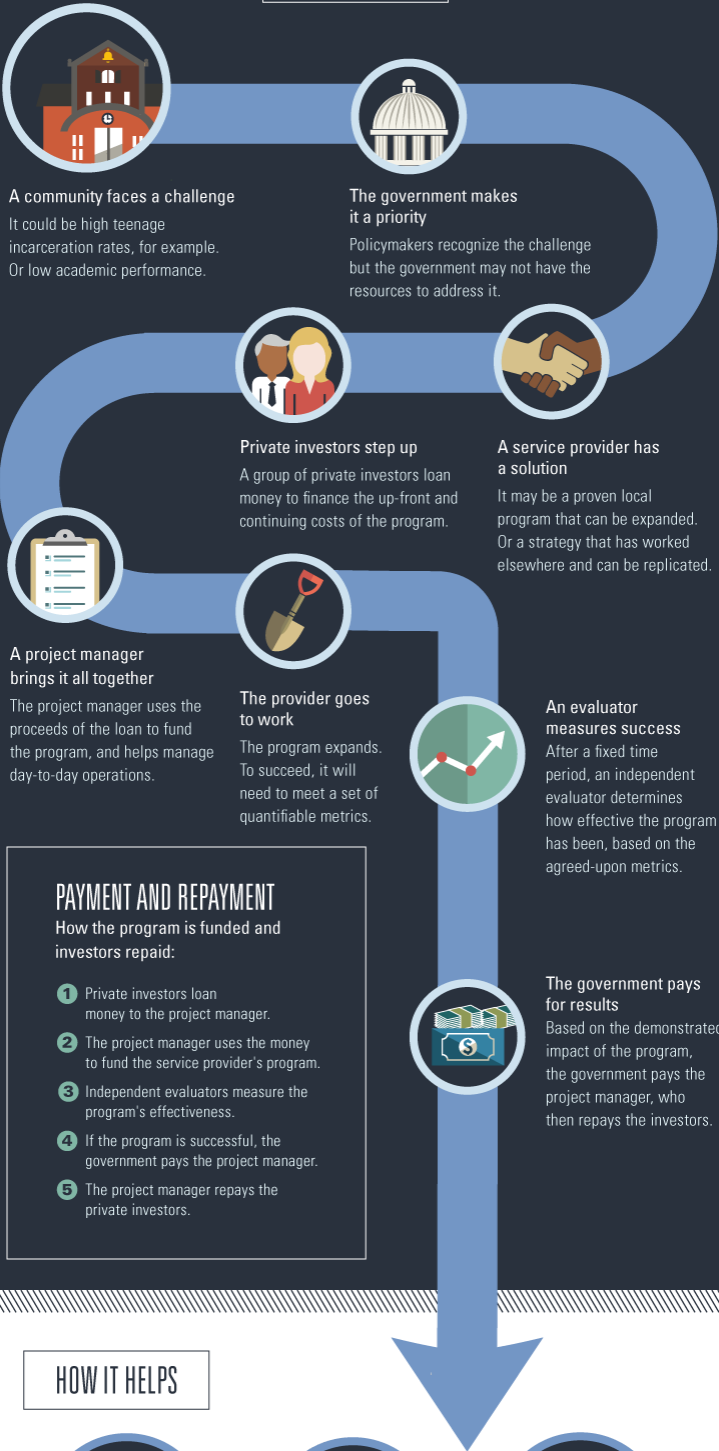 A community faces a challenge
It could be high teenage
incarceration rates, for example.
Or low academic performance.
The government makes
it a priority
Policymakers recognize the challenge
but the government may not have the
resources to address it.
A service provider has
a solution
It may be a proven local
program that can be expanded.
Or a strategy that has worked
elsewhere and can be replicated.
Private investors step up
A group of private investors loan
money to finance the up-front and
continuing costs of the program.
A project manager
brings it all together
The project manager uses the
proceeds of the loan to fund
the program, and helps manage
day-to-day operations.
The provider goes
to work
The program expands.
To succeed, it will
need to meet a set of
quantifiable metrics.
An evaluator
measures success
After a fixed time
period, an independent
evaluator determines
how effective the program
has been, based on the
agreed-upon metrics.
The government pays
for results
Based on the demonstrated
impact of the program,
the government pays the
project manager, who
then repays the investors.
$
PAYMENT AND REPAYMENT
How the program is funded and
investors repaid:
1 Private investors loan
money to the project manager.
2 The project manager uses the money
to fund the service provider's program.
3 Independent evaluators measure the
program's effectiveness.
4 If the program is successful, the
government pays the project manager.
5 The project manager repays the
private investors.
HOW IT HELPS